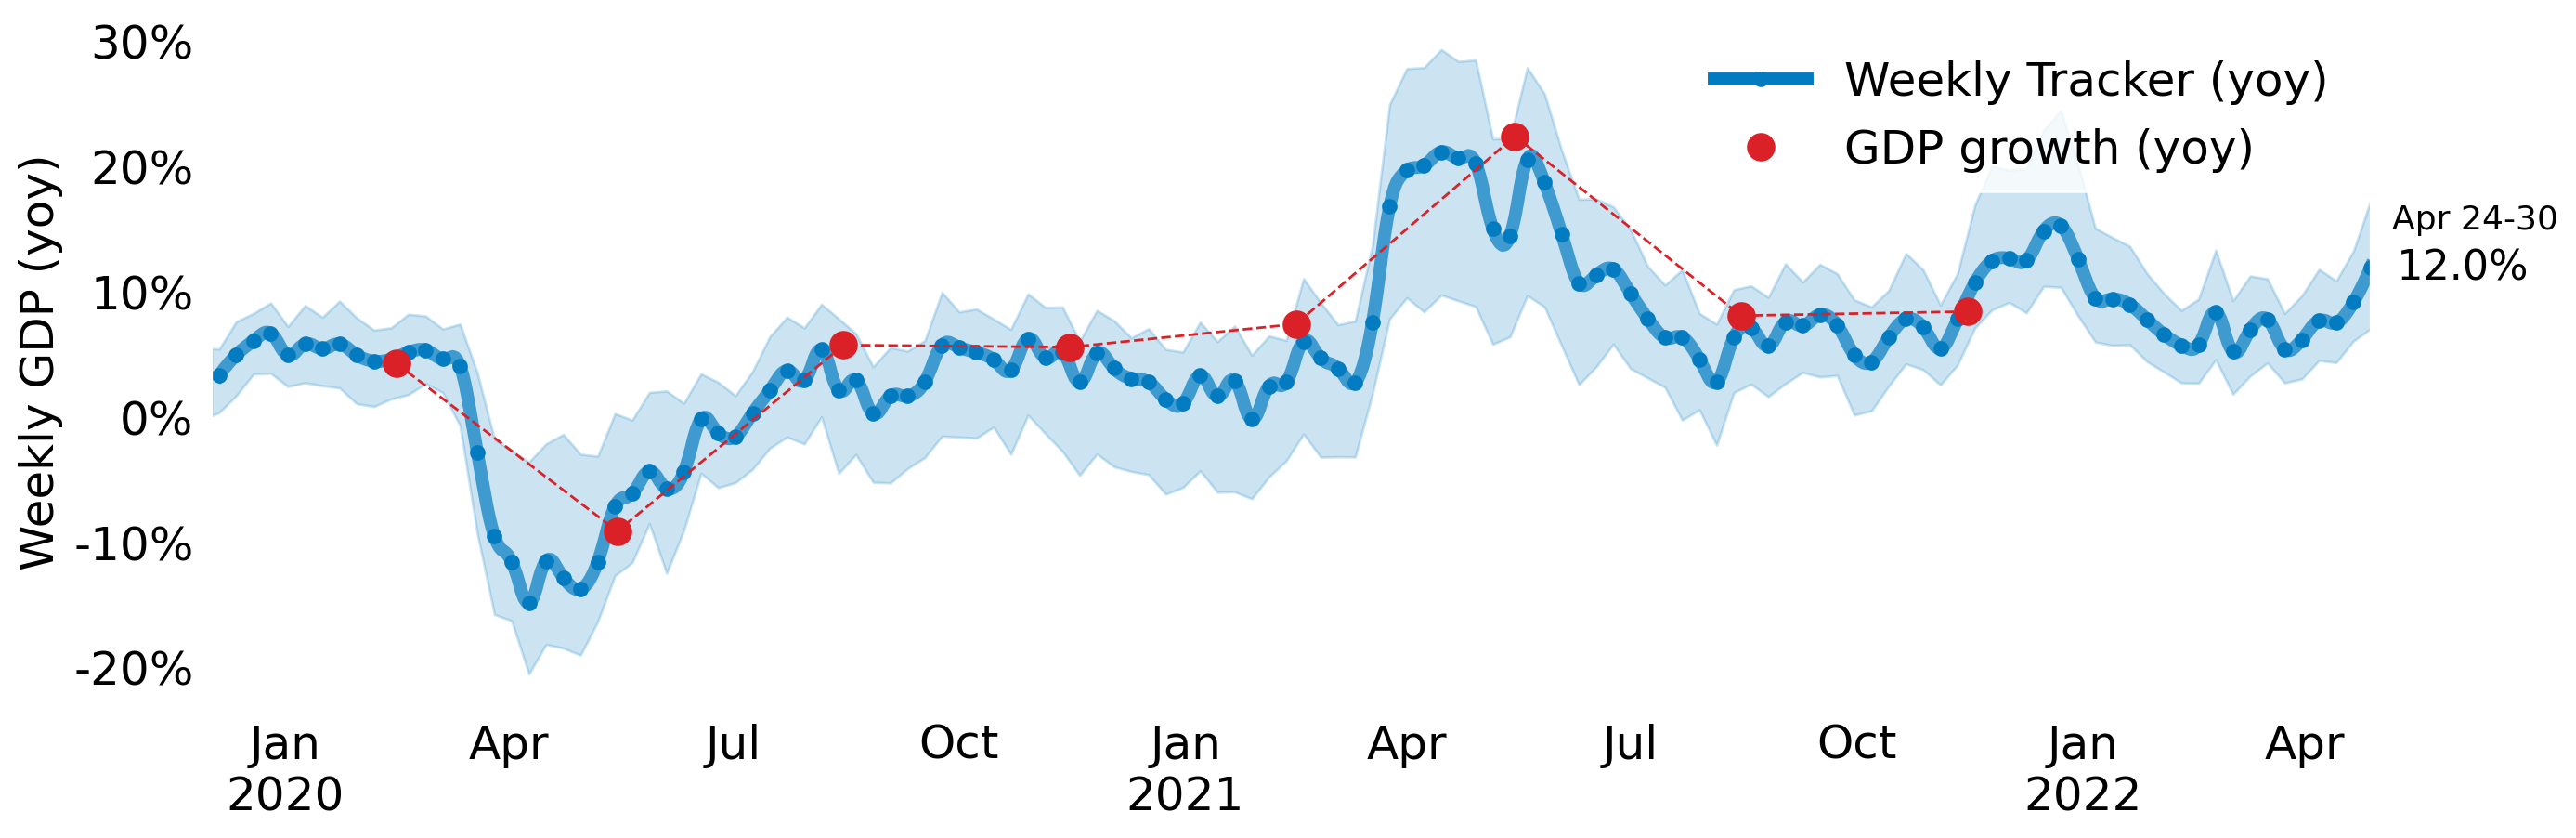 Weekly GDP (yoy)
30%
20%
10%
0%
-10%
-20%
Weekly Tracker (yoy)
GDP growth (yoy)
Apr 24-30
12.0%
Jan Apr Jul Oct Jan Apr Jul Oct Jan Apr
2020 2021 2022